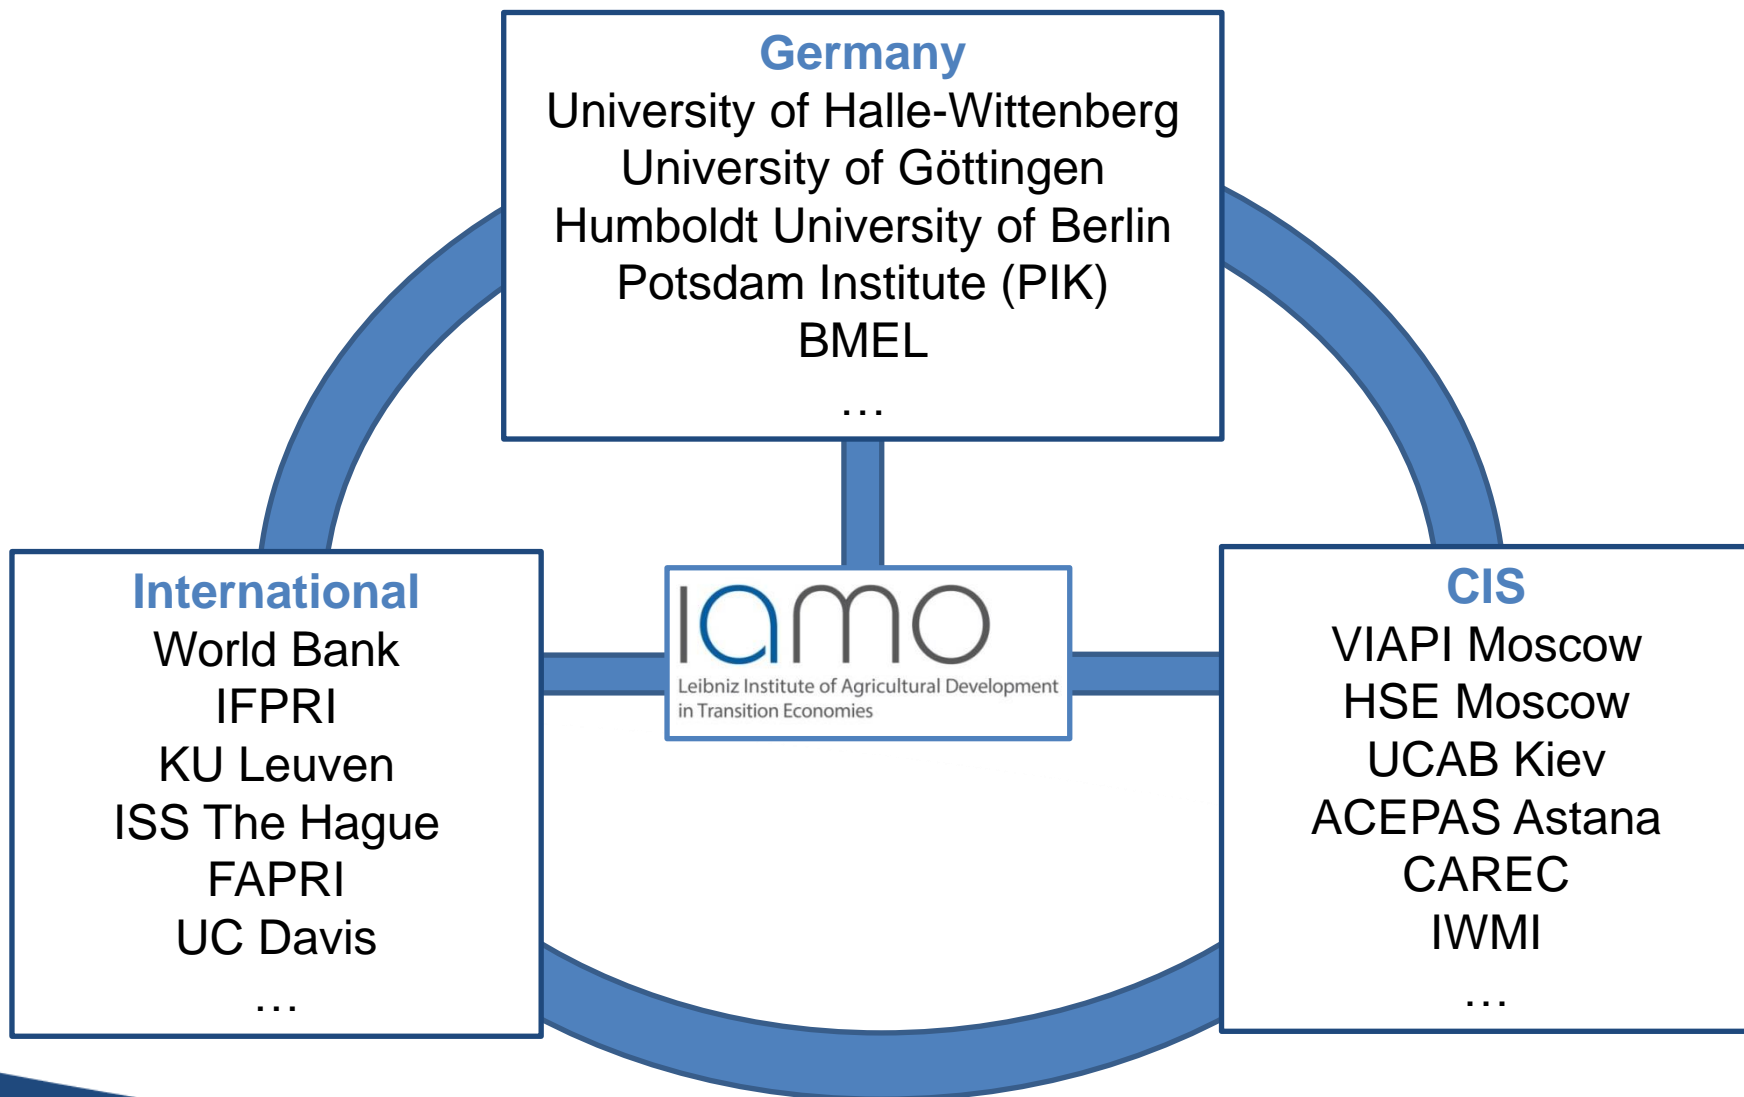 Germany
University of Halle-Wittenberg
University of Göttingen
Humboldt University of Berlin
Potsdam Institute (PIK)
BMEL
…
International
World Bank
IFPRI
KU Leuven
ISS The Hague
FAPRI
UC Davis
…
iamo
Leibniz Institute of Agricultural Development
in Transition Economies
CIS
VIAPI Moscow
HSE Moscow
UCAB Kiev
ACEPAS Astana
CAREC
IWMI
…